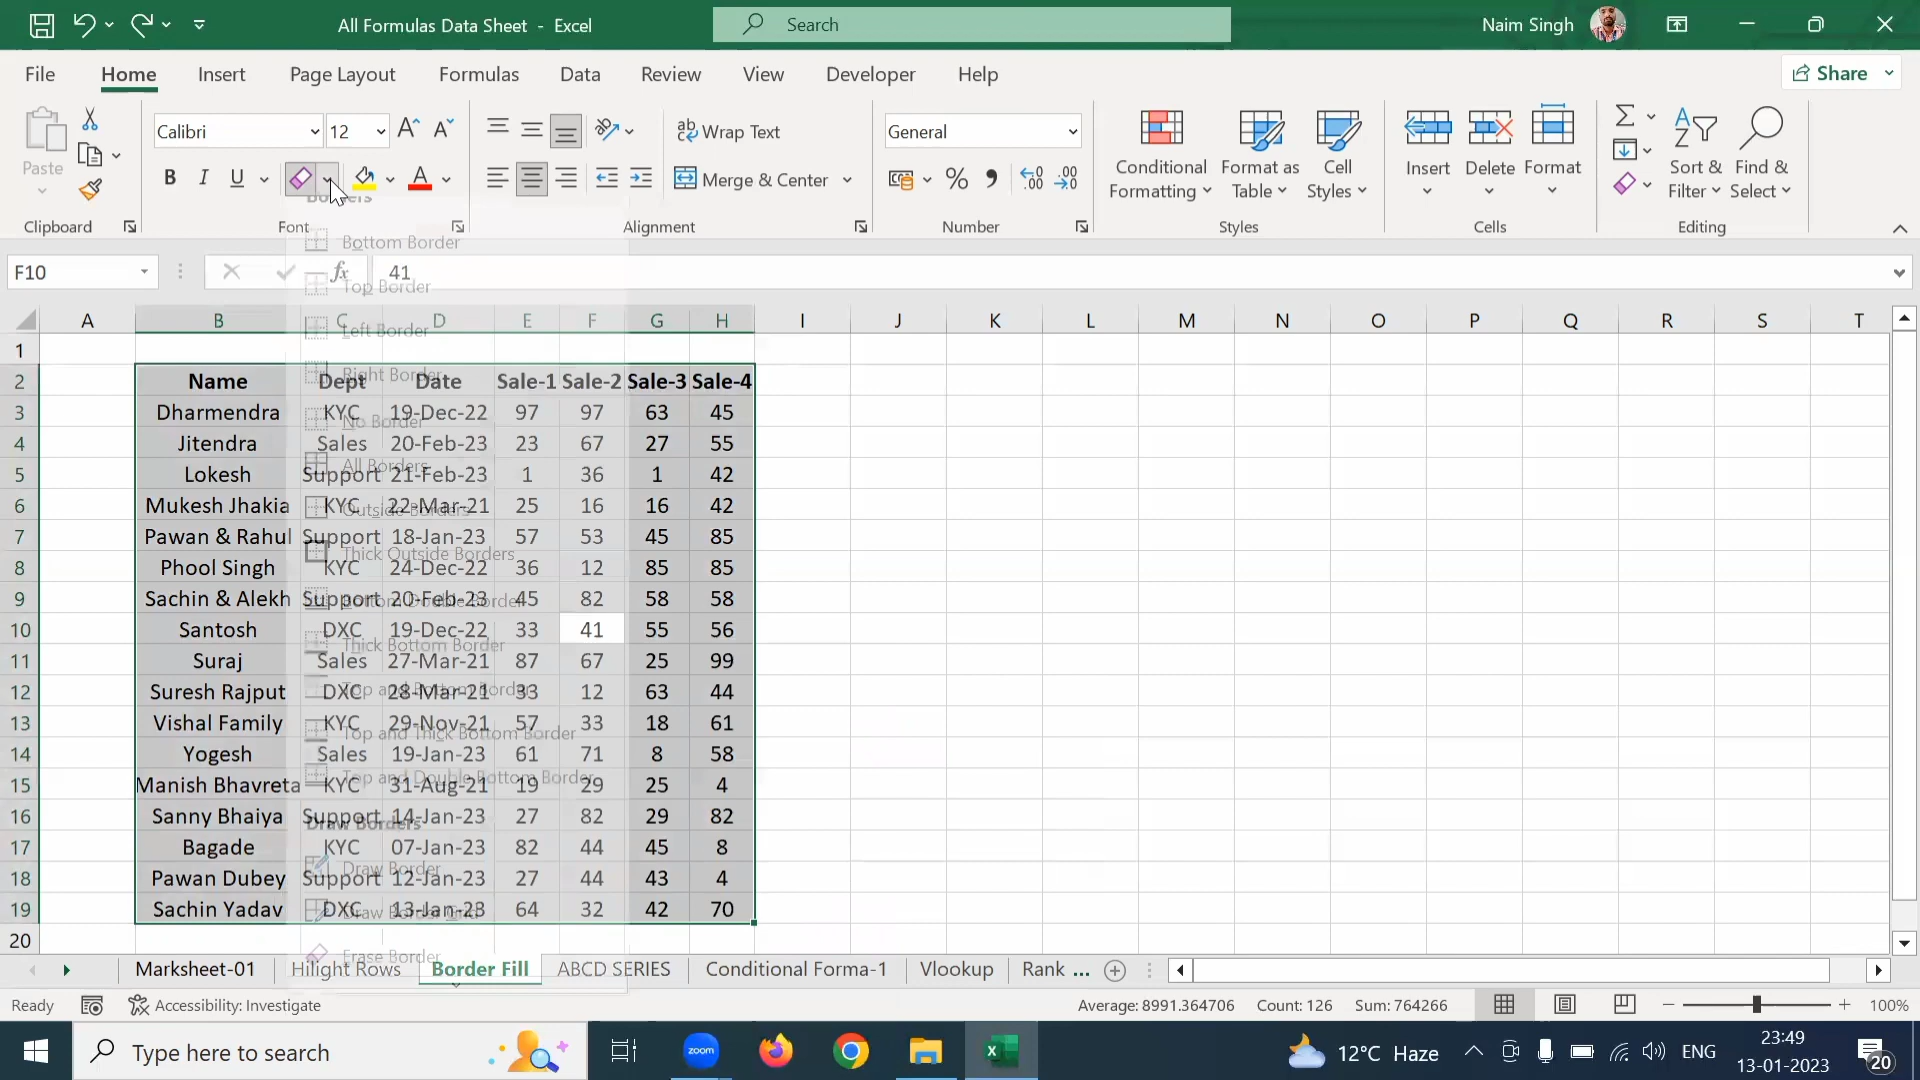 All Formulas Data Sheet - Excel
Search
Naim Singh
File Home Insert Page Layout Formulas Data Review View Developer Help Share
Calibri 12
Wrap Text
General
Paste
B I U
Merge & Center
Conditional Formatting
Format as Table
Cell Styles
Insert Delete Format
Sort & Filter
Find & Select
Clipboard Font Alignment Number Styles Cells Editing
F10 fx 41
A B C D E F G H I J K L M N O P Q R S T
1
2 Name Dept Date Sale-1 Sale-2 Sale-3 Sale-4
3 Dharmendra KYC 19-Dec-22 97 97 63 45
4 Jitendra Sales 20-Feb-23 23 67 27 55
5 Lokesh Support 21-Feb-23 1 36 1 42
6 Mukesh Jhakia KYC 22-Mar-21 25 16 16 42
7 Pawan & Rahul Support 18-Jan-23 57 53 45 85
8 Phool Singh KYC 24-Dec-22 36 12 85 85
9 Sachin & Alekh Support 20-Feb-23 45 82 58 58
10 Santosh DXC 19-Dec-22 33 41 55 56
11 Suraj Sales 27-Mar-21 87 67 25 99
12 Suresh Rajput DXC 28-Mar-21 33 12 63 44
13 Vishal Family KYC 29-Nov-21 57 33 18 61
14 Yogesh Sales 19-Jan-23 61 71 8 58
15 Manish Bhavreta KYC 31-Aug-21 19 29 25 4
16 Sanny Bhaiya Support 14-Jan-23 27 82 29 82
17 Bagade KYC 07-Jan-23 82 44 45 8
18 Pawan Dubey Support 12-Jan-23 27 44 43 4
19 Sachin Yadav DXC 13-Jan-23 64 32 42 70
20
Borders
Bottom Border
Top Border
Left Border
Right Border
No Border
All Borders
Outside Borders
Thick Outside Borders
Bottom Double Border
Thick Bottom Border
Top and Bottom Border
Top and Thick Bottom Border
Top and Double Bottom Border
Draw Borders
Draw Border
Draw Border Grid
Erase Border
Marksheet-01 Hilight Rows Border Fill ABCD SERIES Conditional Forma-1 Vlookup Rank ...
Ready Accessibility: Investigate Average: 8991.364706 Count: 126 Sum: 764266 100%
Type here to search
zoom
12°C Haze
ENG
23:49
13-01-2023
20